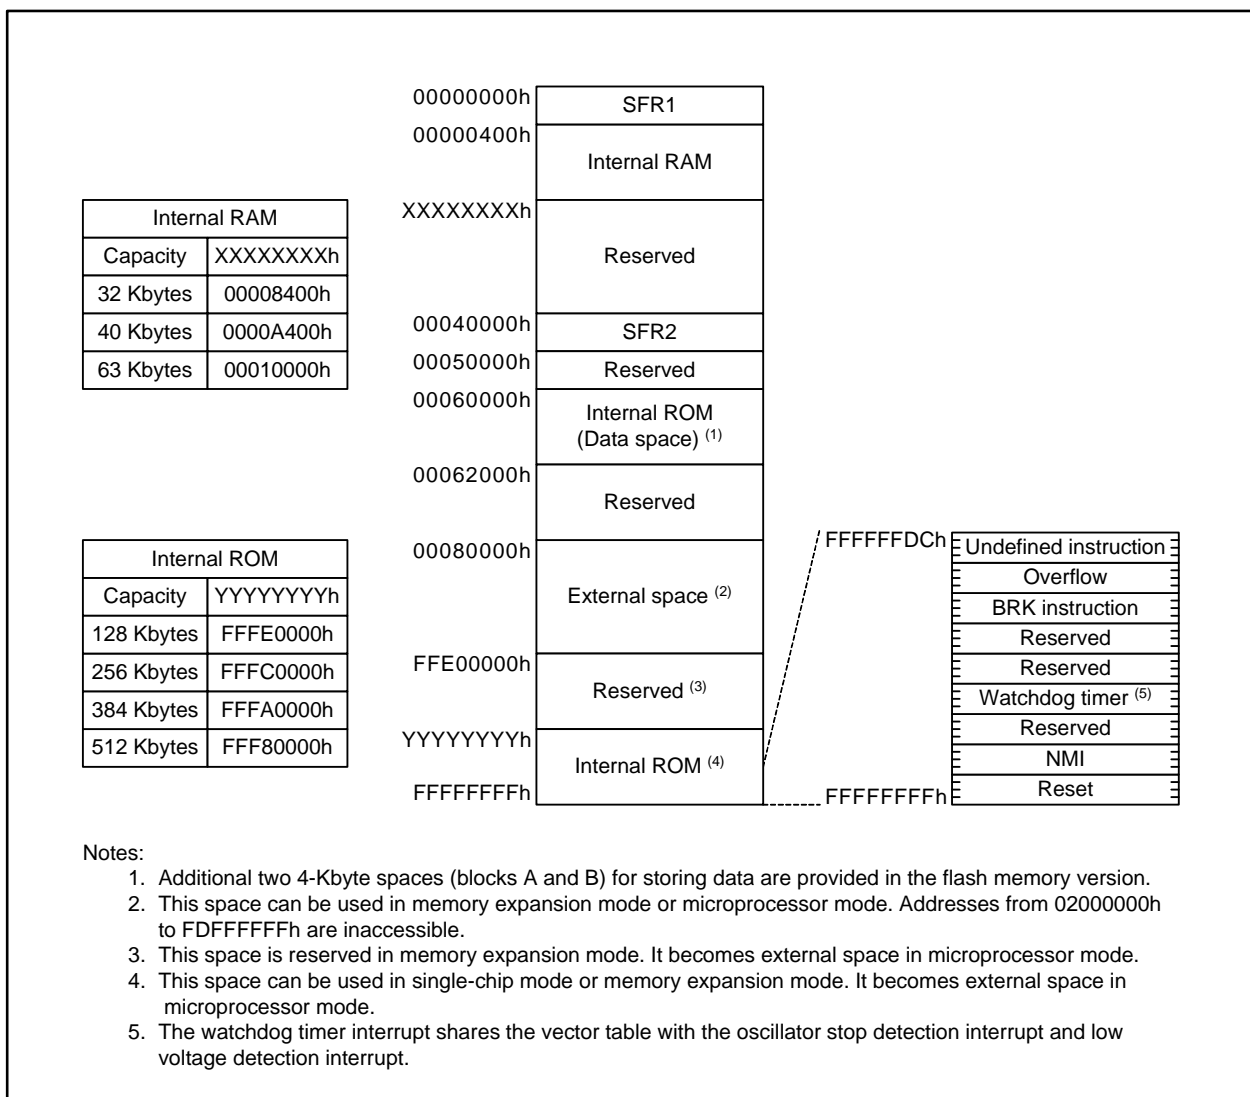 00000000h
SFR1
00000400h
Internal RAM
XXXXXXXXh
Reserved
00040000h
SFR2
00050000h
Reserved
00060000h
Internal ROM
(Data space) (1)
00062000h
Reserved
00080000h
External space (2)
FFE00000h
Reserved (3)
YYYYYYYYh
Internal ROM (4)
FFFFFFFFh
Internal RAM
Capacity XXXXXXXXh
32 Kbytes 00008400h
40 Kbytes 0000A400h
63 Kbytes 00010000h
Internal ROM
Capacity YYYYYYYYh
128 Kbytes FFFE0000h
256 Kbytes FFFC0000h
384 Kbytes FFFA0000h
512 Kbytes FFF80000h
FFFFFFDCh
Undefined instruction
Overflow
BRK instruction
Reserved
Reserved
Watchdog timer (5)
Reserved
NMI
Reset
FFFFFFFFh
Notes:
1. Additional two 4-Kbyte spaces (blocks A and B) for storing data are provided in the flash memory version.
2. This space can be used in memory expansion mode or microprocessor mode. Addresses from 02000000h
to FDFFFFFFh are inaccessible.
3. This space is reserved in memory expansion mode. It becomes external space in microprocessor mode.
4. This space can be used in single-chip mode or memory expansion mode. It becomes external space in
microprocessor mode.
5. The watchdog timer interrupt shares the vector table with the oscillator stop detection interrupt and low
voltage detection interrupt.